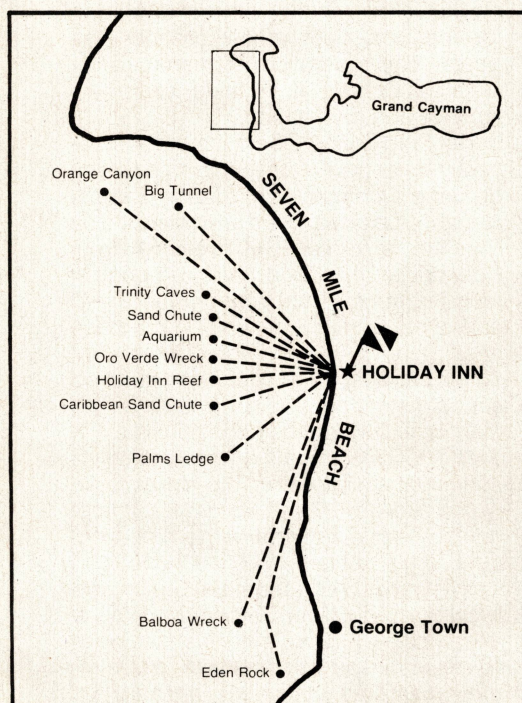 Grand Cayman
Orange Canyon
Big Tunnel
SEVEN
MILE
BEACH
Trinity Caves
Sand Chute
Aquarium
Oro Verde Wreck
Holiday Inn Reef
Caribbean Sand Chute
HOLIDAY INN
Palms Ledge
Balboa Wreck
George Town
Eden Rock